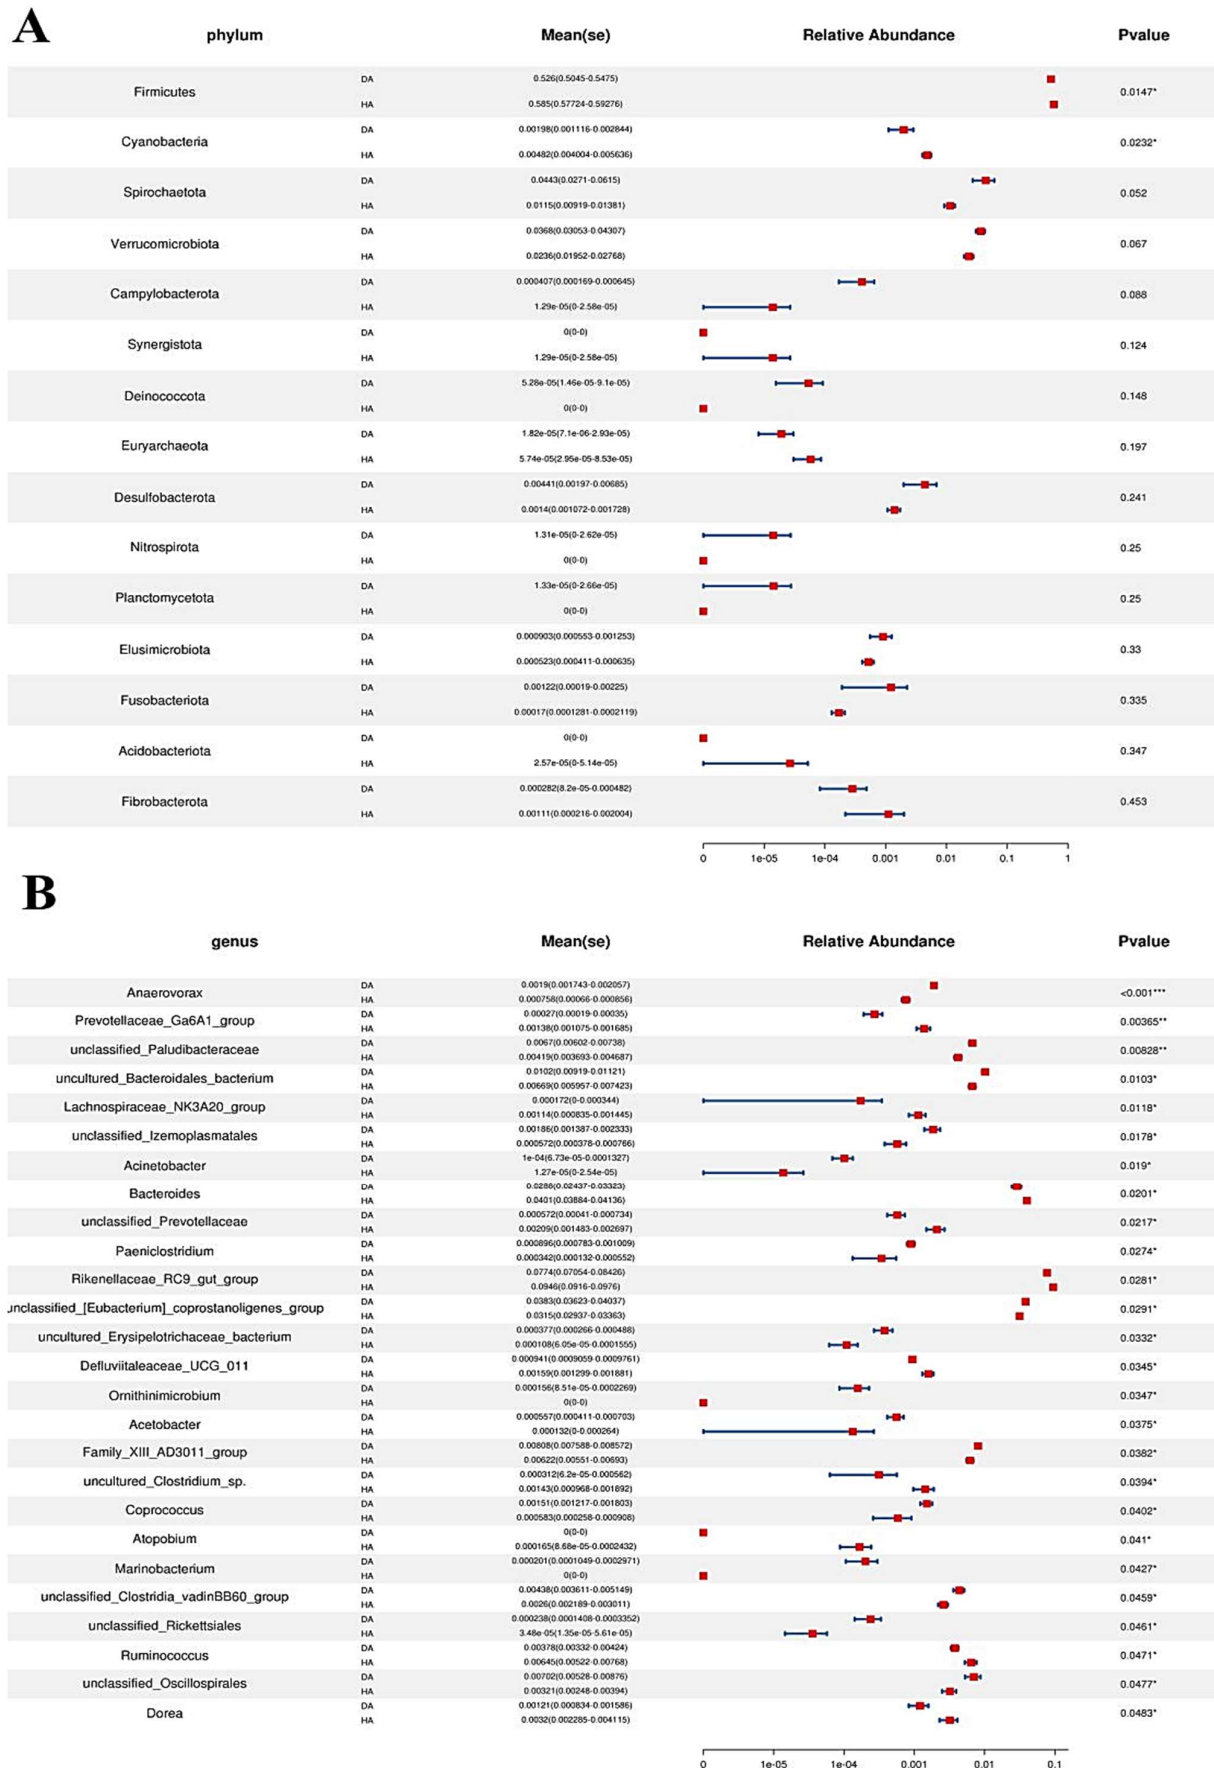 A
phylum Mean(se) Relative Abundance Pvalue
DA 0.526(0.5045-0.5475)
Firmicutes 0.0147*
HA 0.585(0.57724-0.59276)
DA 0.00198(0.001116-0.002844)
Cyanobacteria 0.0232*
HA 0.00482(0.004004-0.005636)
DA 0.0443(0.0271-0.0615)
Spirochaetota 0.052
HA 0.0115(0.00919-0.01381)
DA 0.0368(0.03053-0.04307)
Verrucomicrobiota 0.067
HA 0.0236(0.01952-0.02768)
DA 0.000407(0.000169-0.000645)
Campylobacterota 0.088
HA 1.29e-05(0-2.58e-05)
DA 0(0-0)
Synergistota 0.124
HA 1.29e-05(0-2.58e-05)
DA 5.28e-05(1.46e-05-9.1e-05)
Deinococcota 0.148
HA 0(0-0)
DA 1.82e-05(7.1e-06-2.93e-05)
Euryarchaeota 0.197
HA 5.74e-05(2.95e-05-8.53e-05)
DA 0.00441(0.00197-0.00685)
Desulfobacterota 0.241
HA 0.0014(0.001072-0.001728)
DA 1.31e-05(0-2.62e-05)
Nitrospirota 0.25
HA 0(0-0)
DA 1.33e-05(0-2.66e-05)
Planctomycetota 0.25
HA 0(0-0)
DA 0.000903(0.000553-0.001253)
Elusimicrobiota 0.33
HA 0.000523(0.000411-0.000635)
DA 0.00122(0.00019-0.00225)
Fusobacteriota 0.335
HA 0.00017(0.0001281-0.0002119)
DA 0(0-0)
Acidobacteriota 0.347
HA 2.57e-05(0-5.14e-05)
DA 0.000282(8.2e-05-0.000482)
Fibrobacterota 0.453
HA 0.00111(0.000216-0.002004)
0 1e-05 1e-04 0.001 0.01 0.1 1
B
genus Mean(se) Relative Abundance Pvalue
DA 0.0019(0.001743-0.002057)
Anaerovorax <0.001***
HA 0.000758(0.00066-0.000856)
DA 0.00027(0.00019-0.00035)
Prevotellaceae_Ga6A1_group 0.00365**
HA 0.00138(0.001075-0.001685)
DA 0.0067(0.00602-0.00738)
unclassified_Paludibacteraceae 0.00828**
HA 0.00419(0.003693-0.004687)
DA 0.0102(0.00919-0.01121)
uncultured_Bacteroidales_bacterium 0.0103*
HA 0.00669(0.005957-0.007423)
DA 0.000172(0-0.000344)
Lachnospiraceae_NK3A20_group 0.0118*
HA 0.00114(0.000835-0.001445)
DA 0.00186(0.001387-0.002333)
unclassified_Izemoplasmatales 0.0178*
HA 0.000572(0.000378-0.000766)
DA 1e-04(6.73e-05-0.0001327)
Acinetobacter 0.019*
HA 1.27e-05(0-2.54e-05)
DA 0.0288(0.02437-0.03323)
Bacteroides 0.0201*
HA 0.0401(0.03884-0.04136)
DA 0.000572(0.00041-0.000734)
unclassified_Prevotellaceae 0.0217*
HA 0.00209(0.001483-0.002697)
DA 0.000896(0.000783-0.001009)
Paeniclostridium 0.0274*
HA 0.000342(0.000132-0.000552)
DA 0.0774(0.07054-0.08426)
Rikenellaceae_RC9_gut_group 0.0281*
HA 0.0946(0.0916-0.0976)
DA 0.0383(0.03623-0.04037)
unclassified_[Eubacterium]_coprostanoligenes_group 0.0291*
HA 0.0315(0.02937-0.03363)
DA 0.000377(0.000266-0.000488)
uncultured_Erysipelotrichaceae_bacterium 0.0332*
HA 0.000108(6.05e-05-0.0001555)
DA 0.000941(0.0009059-0.0009761)
Defluviitaleaceae_UCG_011 0.0345*
HA 0.00159(0.001299-0.001881)
DA 0.000156(8.51e-05-0.0002269)
Ornithinimicrobium 0.0347*
HA 0(0-0)
DA 0.000557(0.000411-0.000703)
Acetobacter 0.0375*
HA 0.000132(0-0.000264)
DA 0.00808(0.007588-0.008572)
Family_XIII_AD3011_group 0.0382*
HA 0.00622(0.00551-0.00693)
DA 0.000312(6.2e-05-0.000562)
uncultured_Clostridium_sp. 0.0394*
HA 0.00143(0.000968-0.001892)
DA 0.00151(0.001217-0.001803)
Coprococcus 0.0402*
HA 0.000583(0.000258-0.000908)
DA 0(0-0)
Atopobium 0.041*
HA 0.000165(8.68e-05-0.0002432)
DA 0.000201(0.0001049-0.0002971)
Marinobacterium 0.0427*
HA 0(0-0)
DA 0.00438(0.003611-0.005149)
unclassified_Clostridia_vadinBB60_group 0.0459*
HA 0.0026(0.002189-0.003011)
DA 0.000238(0.0001408-0.0003352)
unclassified_Rickettsiales 0.0461*
HA 3.48e-05(1.35e-05-5.61e-05)
DA 0.00378(0.00332-0.00424)
Ruminococcus 0.0471*
HA 0.00645(0.00522-0.00768)
DA 0.00702(0.00528-0.00876)
unclassified_Oscillospirales 0.0477*
HA 0.00321(0.00248-0.00394)
DA 0.00121(0.000834-0.001586)
Dorea 0.0483*
HA 0.0032(0.002285-0.004115)
0 1e-05 1e-04 0.001 0.01 0.1